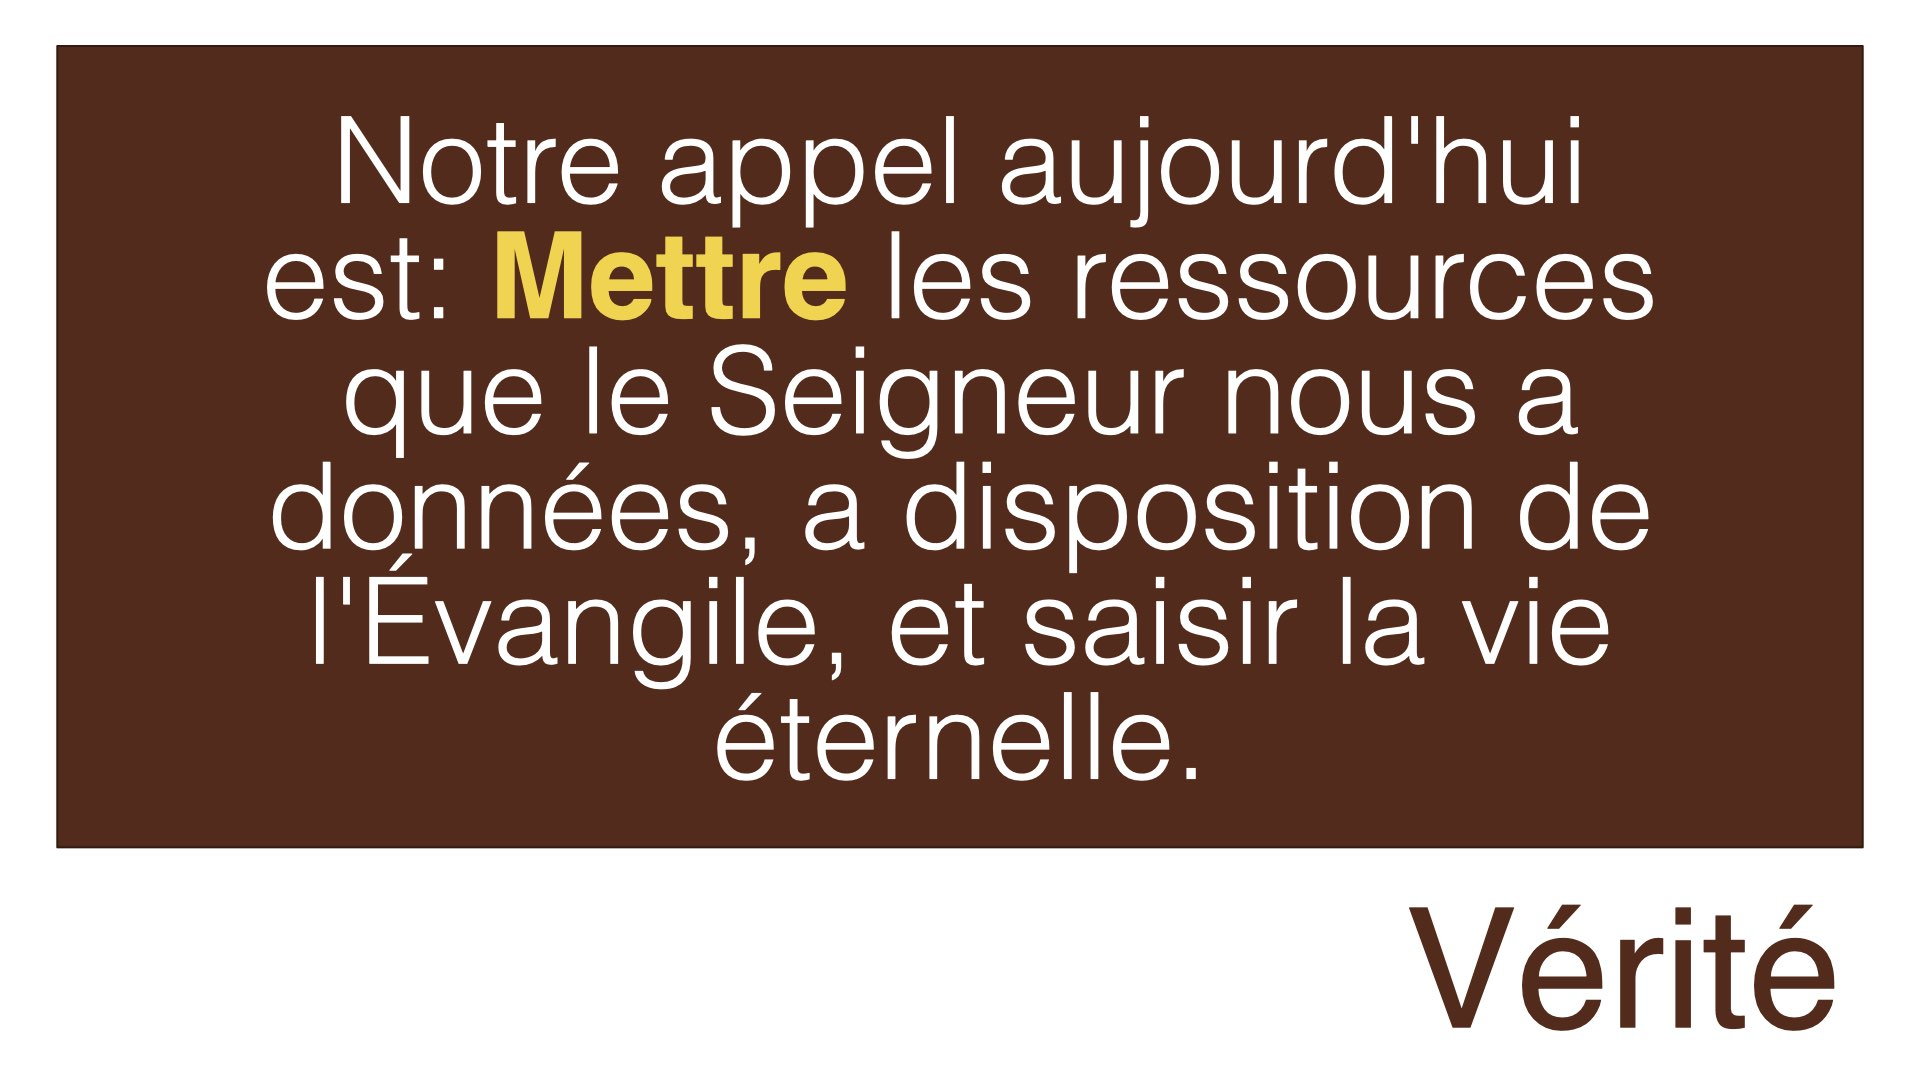 Notre appel aujourd'hui
est: Mettre les ressources
que le Seigneur nous a
données, a disposition de
l'Évangile, et saisir la vie
éternelle.
Vérité